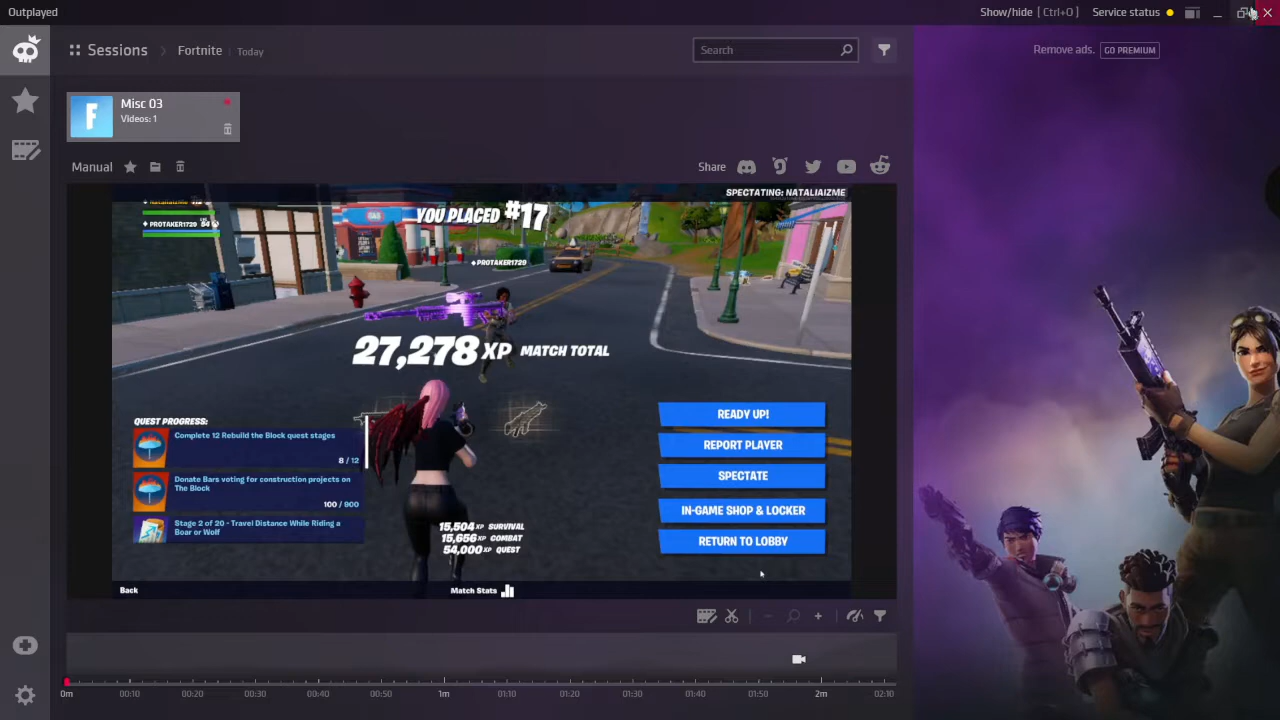 Outplayed
Show/hide [ Ctrl+O ]
Service status
Sessions
Fortnite
Today
Search
Remove ads.
GO PREMIUM
F
Misc 03
Videos: 1
Manual
Share
SPECTATING: NATALIAIZME
PROTAKER1729
YOU PLACED #17
GAS
PROTAKER1729
27,278 XP MATCH TOTAL
QUEST PROGRESS:
Complete 12 Rebuild the Block quest stages
8 / 12
Donate Bars voting for construction projects on
The Block
100 / 900
Stage 2 of 20 - Travel Distance While Riding a
Boar or Wolf
15,504 XP SURVIVAL
15,656 XP COMBAT
54,000 XP QUEST
READY UP!
REPORT PLAYER
SPECTATE
IN-GAME SHOP & LOCKER
RETURN TO LOBBY
Back
Match Stats
0m
00:10
00:20
00:30
00:40
00:50
1m
01:10
01:20
01:30
01:40
01:50
2m
02:10